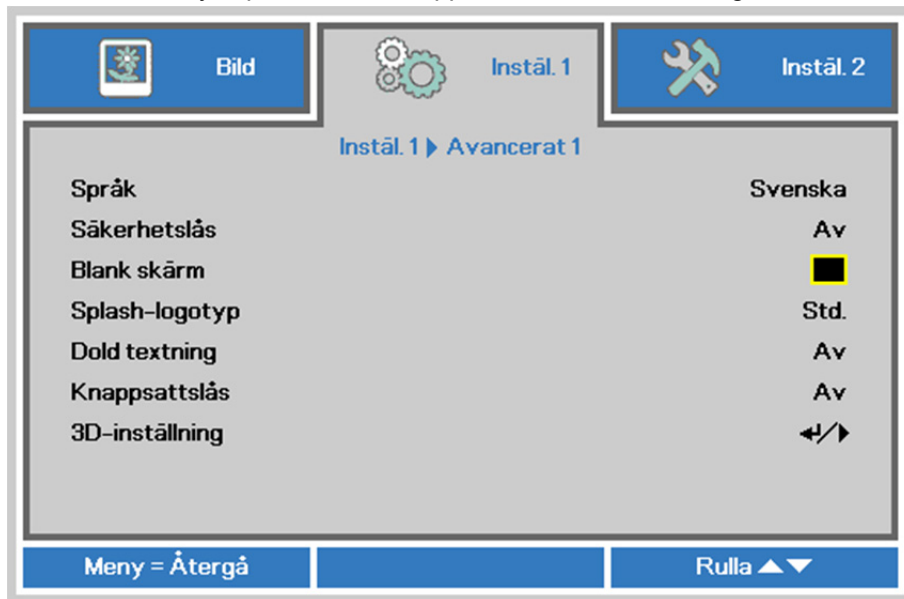 Bild
Instäl. 1
Instäl. 2
Instäl. 1 Avancerat 1
Språk Svenska
Säkerhetslås Av
Blank skärm
Splash-logotyp Std.
Dold textning Av
Knappsattslås Av
3D-inställning /
Meny = Återgå
Rulla